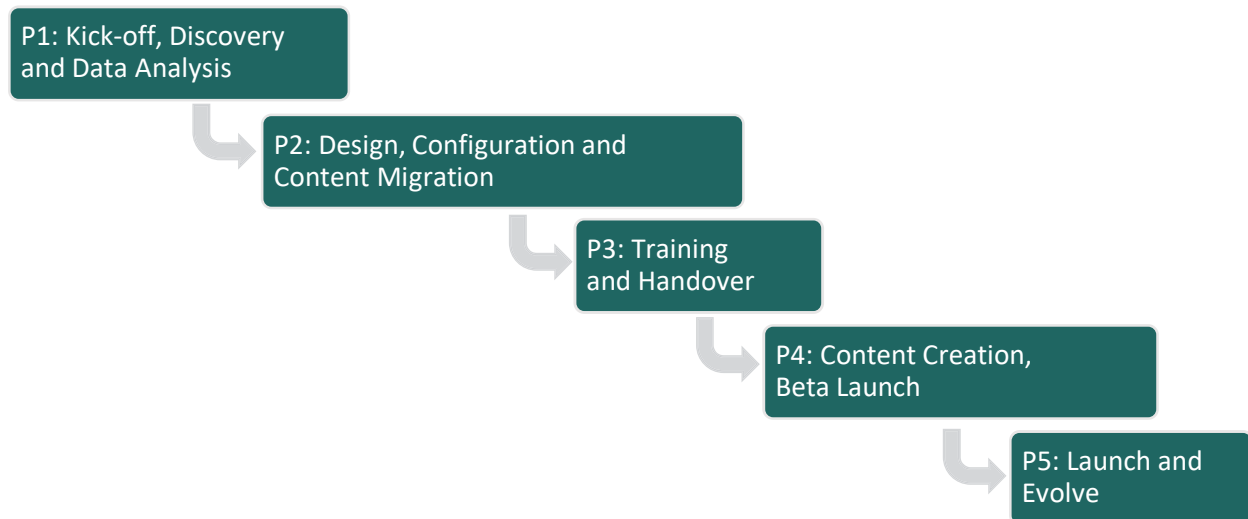 P1: Kick-off, Discovery
and Data Analysis
P2: Design, Configuration and
Content Migration
P3: Training
and Handover
P4: Content Creation,
Beta Launch
P5: Launch and
Evolve